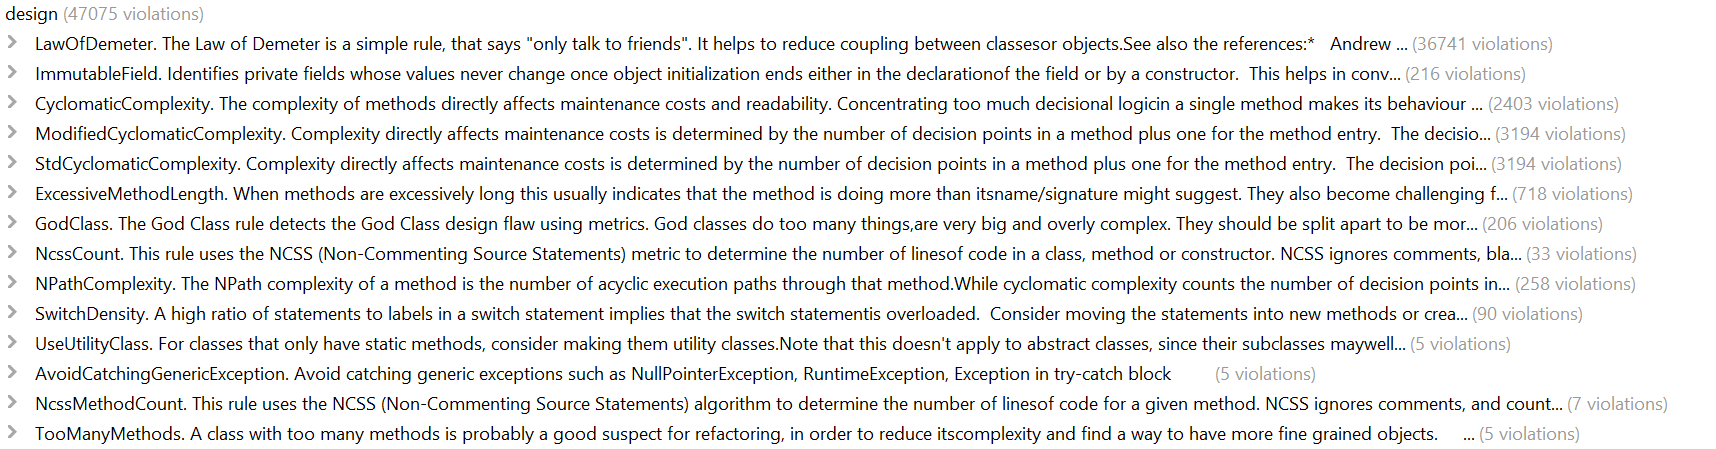 design (47075 violations)
LawOfDemeter. The Law of Demeter is a simple rule, that says "only talk to friends". It helps to reduce coupling between classesor objects.See also the references:*   Andrew ... (36741 violations)
ImmutableField. Identifies private fields whose values never change once object initialization ends either in the declarationof the field or by a constructor.  This helps in conv... (216 violations)
CyclomaticComplexity. The complexity of methods directly affects maintenance costs and readability. Concentrating too much decisional logicin a single method makes its behaviour ... (2403 violations)
ModifiedCyclomaticComplexity. Complexity directly affects maintenance costs is determined by the number of decision points in a method plus one for the method entry.  The decisio... (3194 violations)
StdCyclomaticComplexity. Complexity directly affects maintenance costs is determined by the number of decision points in a method plus one for the method entry.  The decision poi... (3194 violations)
ExcessiveMethodLength. When methods are excessively long this usually indicates that the method is doing more than itsname/signature might suggest. They also become challenging f... (718 violations)
GodClass. The God Class rule detects the God Class design flaw using metrics. God classes do too many things,are very big and overly complex. They should be split apart to be mor... (206 violations)
NcssCount. This rule uses the NCSS (Non-Commenting Source Statements) metric to determine the number of linesof code in a class, method or constructor. NCSS ignores comments, bla... (33 violations)
NPathComplexity. The NPath complexity of a method is the number of acyclic execution paths through that method.While cyclomatic complexity counts the number of decision points in... (258 violations)
SwitchDensity. A high ratio of statements to labels in a switch statement implies that the switch statementis overloaded.  Consider moving the statements into new methods or crea... (90 violations)
UseUtilityClass. For classes that only have static methods, consider making them utility classes.Note that this doesn't apply to abstract classes, since their subclasses maywell... (5 violations)
AvoidCatchingGenericException. Avoid catching generic exceptions such as NullPointerException, RuntimeException, Exception in try-catch block (5 violations)
NcssMethodCount. This rule uses the NCSS (Non-Commenting Source Statements) algorithm to determine the number of linesof code for a given method. NCSS ignores comments, and count... (7 violations)
TooManyMethods. A class with too many methods is probably a good suspect for refactoring, in order to reduce itscomplexity and find a way to have more fine grained objects. ... (5 violations)